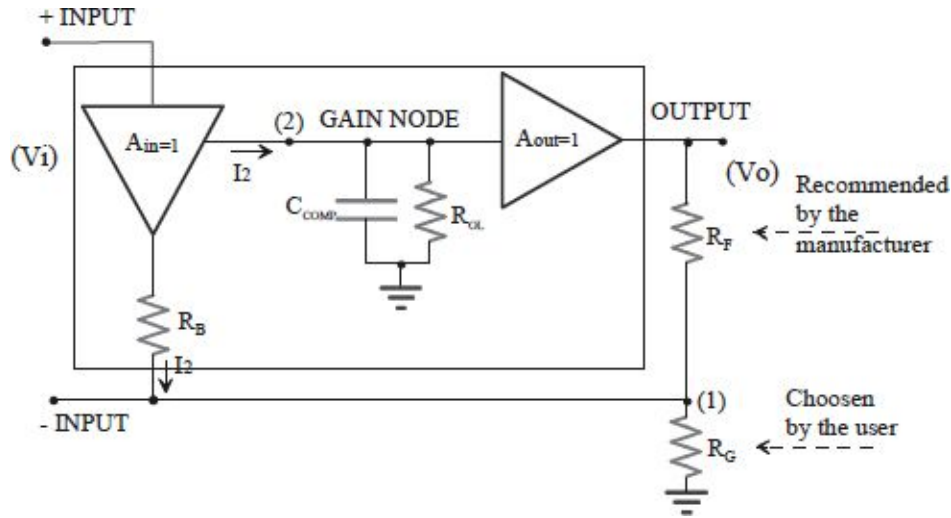 + INPUT
(2) GAIN NODE
OUTPUT
(Vi)
Ain=1
I2
Aout=1
(Vo)
CCOMP
ROL
RF
Recommended
by the
manufacturer
RB
I2
- INPUT
(1)
RG
Choosen
by the user